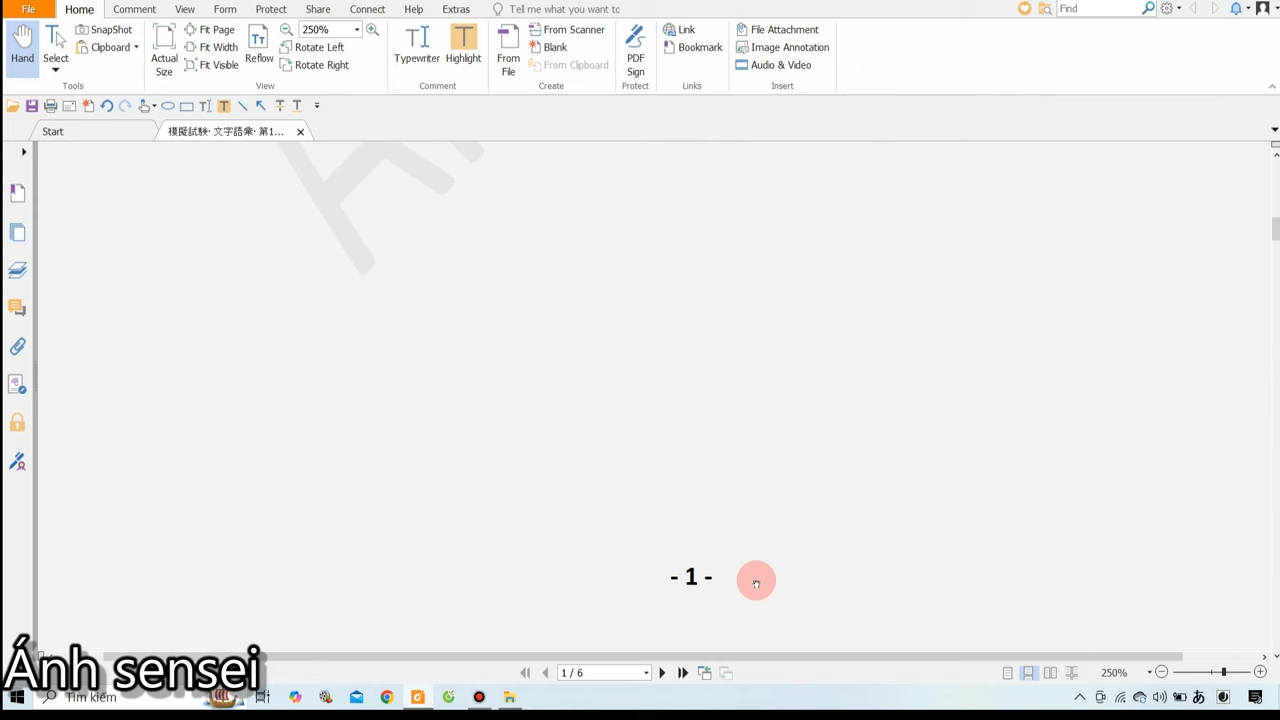 File Home Comment View Form Protect Share Connect Help Extras Tell me what you want to Find
Hand
Select
SnapShot
Clipboard
Tools
Actual Size
Fit Page
Fit Width
Fit Visible
Reflow
250%
Rotate Left
Rotate Right
View
Typewriter
Highlight
Comment
From File
From Scanner
Blank
From Clipboard
Create
PDF Sign
Protect
Link
Bookmark
Links
File Attachment
Image Annotation
Audio & Video
Insert
Start
模擬試験· 文字語彙· 第1...
- 1 -
1 / 6
250%
Ánh sensei
Tìm kiếm